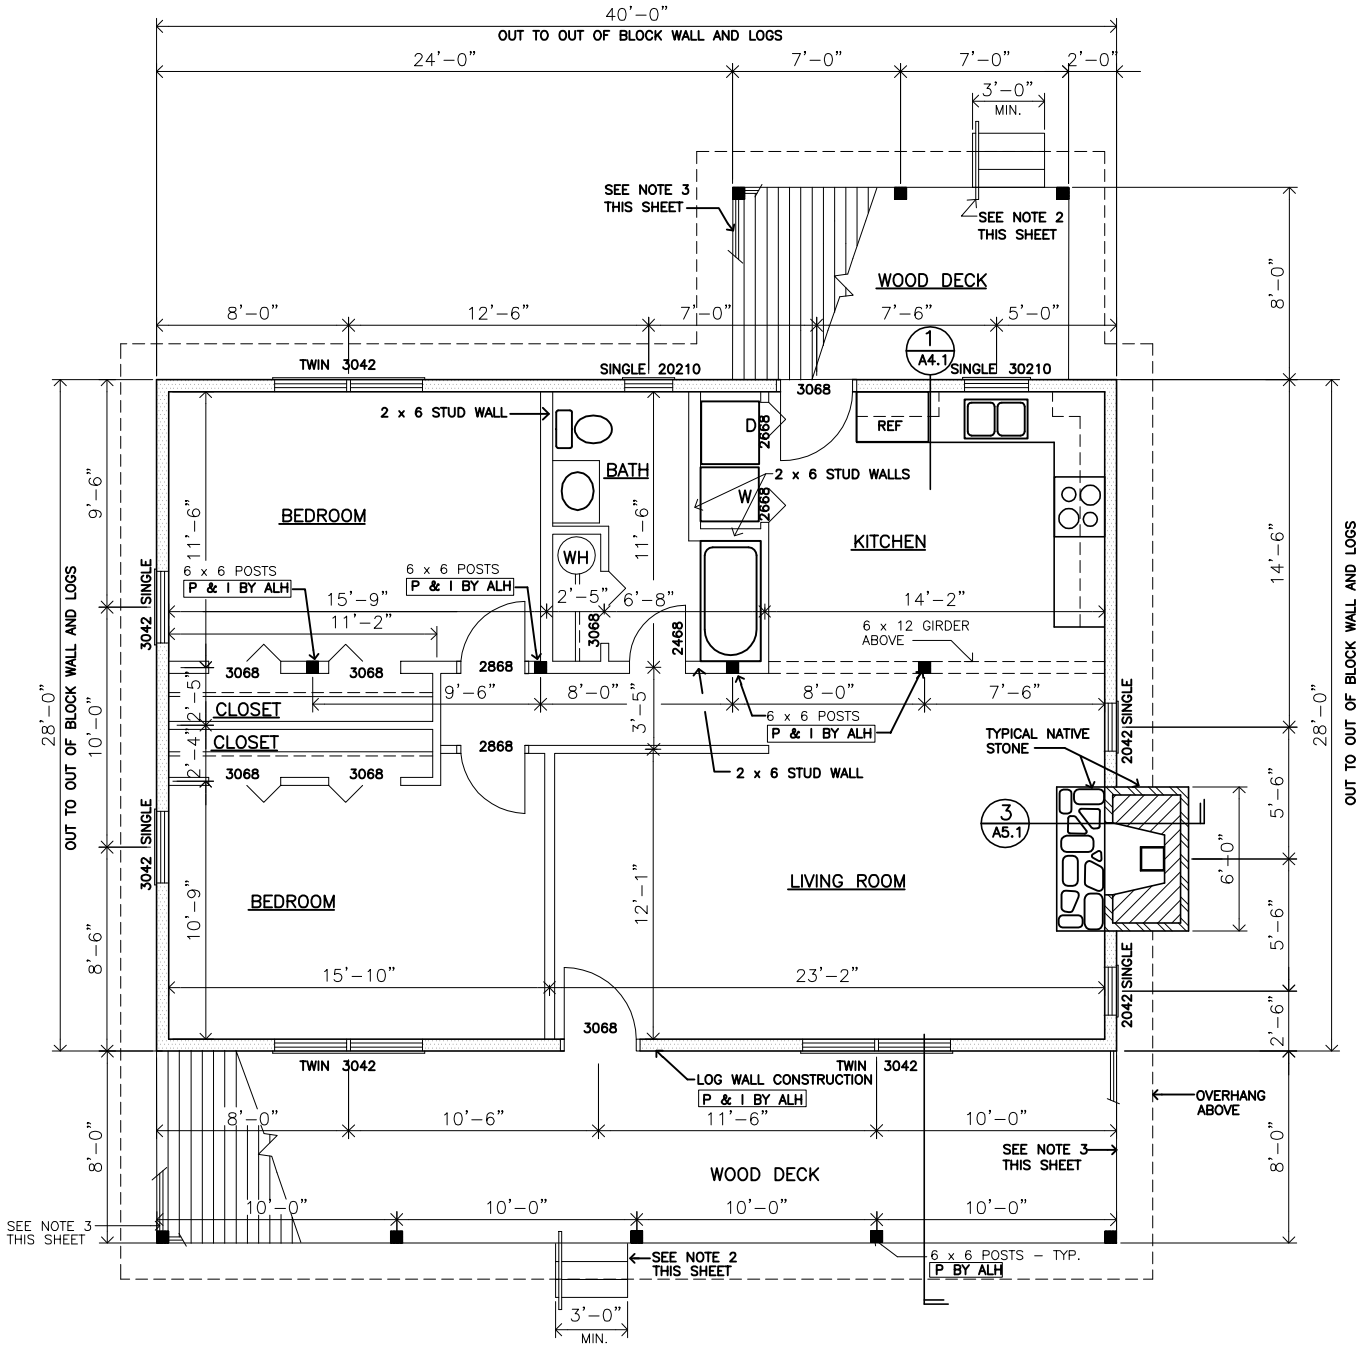 40'-0"
OUT TO OUT OF BLOCK WALL AND LOGS
24'-0"
7'-0"
7'-0"
2'-0"
3'-0"
MIN.
SEE NOTE 3
THIS SHEET
SEE NOTE 2
THIS SHEET
WOOD DECK
8'-0"
8'-0"
12'-6"
7'-0"
7'-6"
5'-0"
1
A4.1
TWIN 3042
SINGLE 20210
SINGLE 30210
3068
2 x 6 STUD WALL
D
2668
REF
BATH
2 x 6 STUD WALLS
W
2668
9'-6"
11'-6"
BEDROOM
11'-6"
KITCHEN
14'-6"
WH
3042 SINGLE
6 x 6 POSTS
P & I BY ALH
6 x 6 POSTS
P & I BY ALH
15'-9"
2'-5"
6'-8"
14'-2"
11'-2"
3068
2468
6 x 12 GIRDER
ABOVE
3068
3068
2868
9'-6"
8'-0"
8'-0"
7'-6"
2'-5"
CLOSET
3'-5"
6 x 6 POSTS
P & I BY ALH
28'-0"
OUT TO OUT OF BLOCK WALL AND LOGS
10'-0"
2'-4"
CLOSET
2868
2 x 6 STUD WALL
TYPICAL NATIVE
STONE
2042 SINGLE
28'-0"
OUT TO OUT OF BLOCK WALL AND LOGS
3068
3068
3
A5.1
5'-6"
6'-0"
3042 SINGLE
10'-9"
BEDROOM
12'-1"
LIVING ROOM
8'-6"
5'-6"
15'-10"
23'-2"
2042 SINGLE
2'-6"
3068
TWIN 3042
TWIN 3042
LOG WALL CONSTRUCTION
P & I BY ALH
OVERHANG
ABOVE
8'-0"
8'-0"
10'-6"
11'-6"
10'-0"
8'-0"
SEE NOTE 3
THIS SHEET
WOOD DECK
10'-0"
10'-0"
10'-0"
10'-0"
SEE NOTE 3
THIS SHEET
SEE NOTE 2
THIS SHEET
6 x 6 POSTS – TYP.
P BY ALH
3'-0"
MIN.